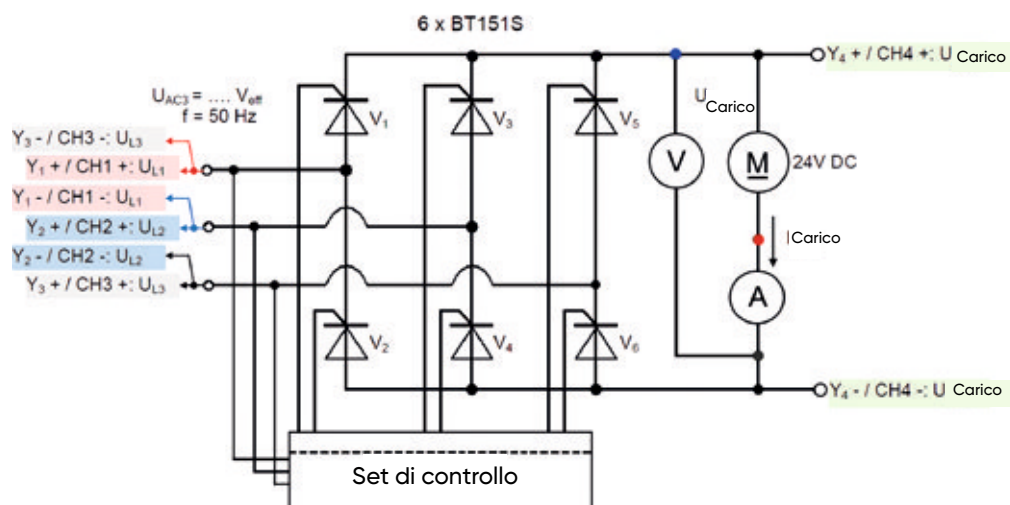 6 x BT151S
U_AC3 = .... V_eff
f = 50 Hz
Y₃ - / CH3 -: U_L3
Y₁ + / CH1 +: U_L1
Y₁ - / CH1 -: U_L1
Y₂ + / CH2 +: U_L2
Y₂ - / CH2 -: U_L2
Y₃ + / CH3 +: U_L3
V₁
V₃
V₅
V₂
V₄
V₆
U Carico
V
M
24V DC
I Carico
A
Y₄ + / CH4 +: U Carico
Y₄ - / CH4 -: U Carico
Set di controllo